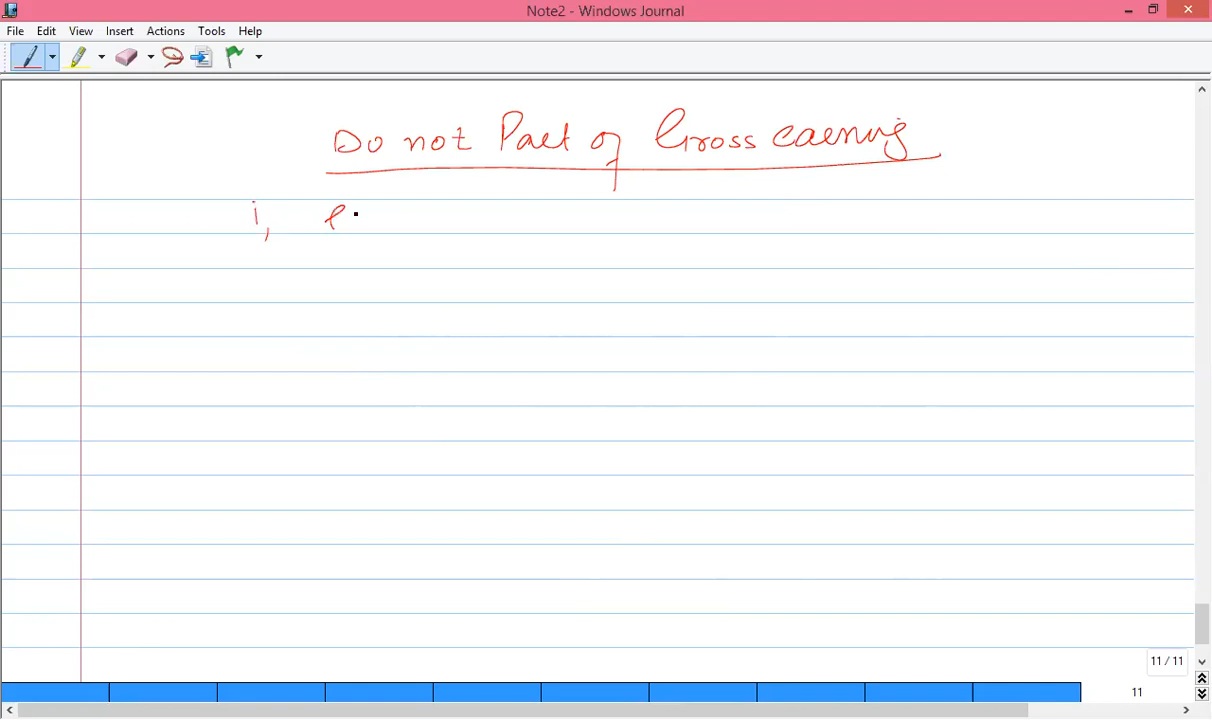 Note2 - Windows Journal
File Edit View Insert Actions Tools Help
Do not Part of Gross earning
i, e
11 / 11
11